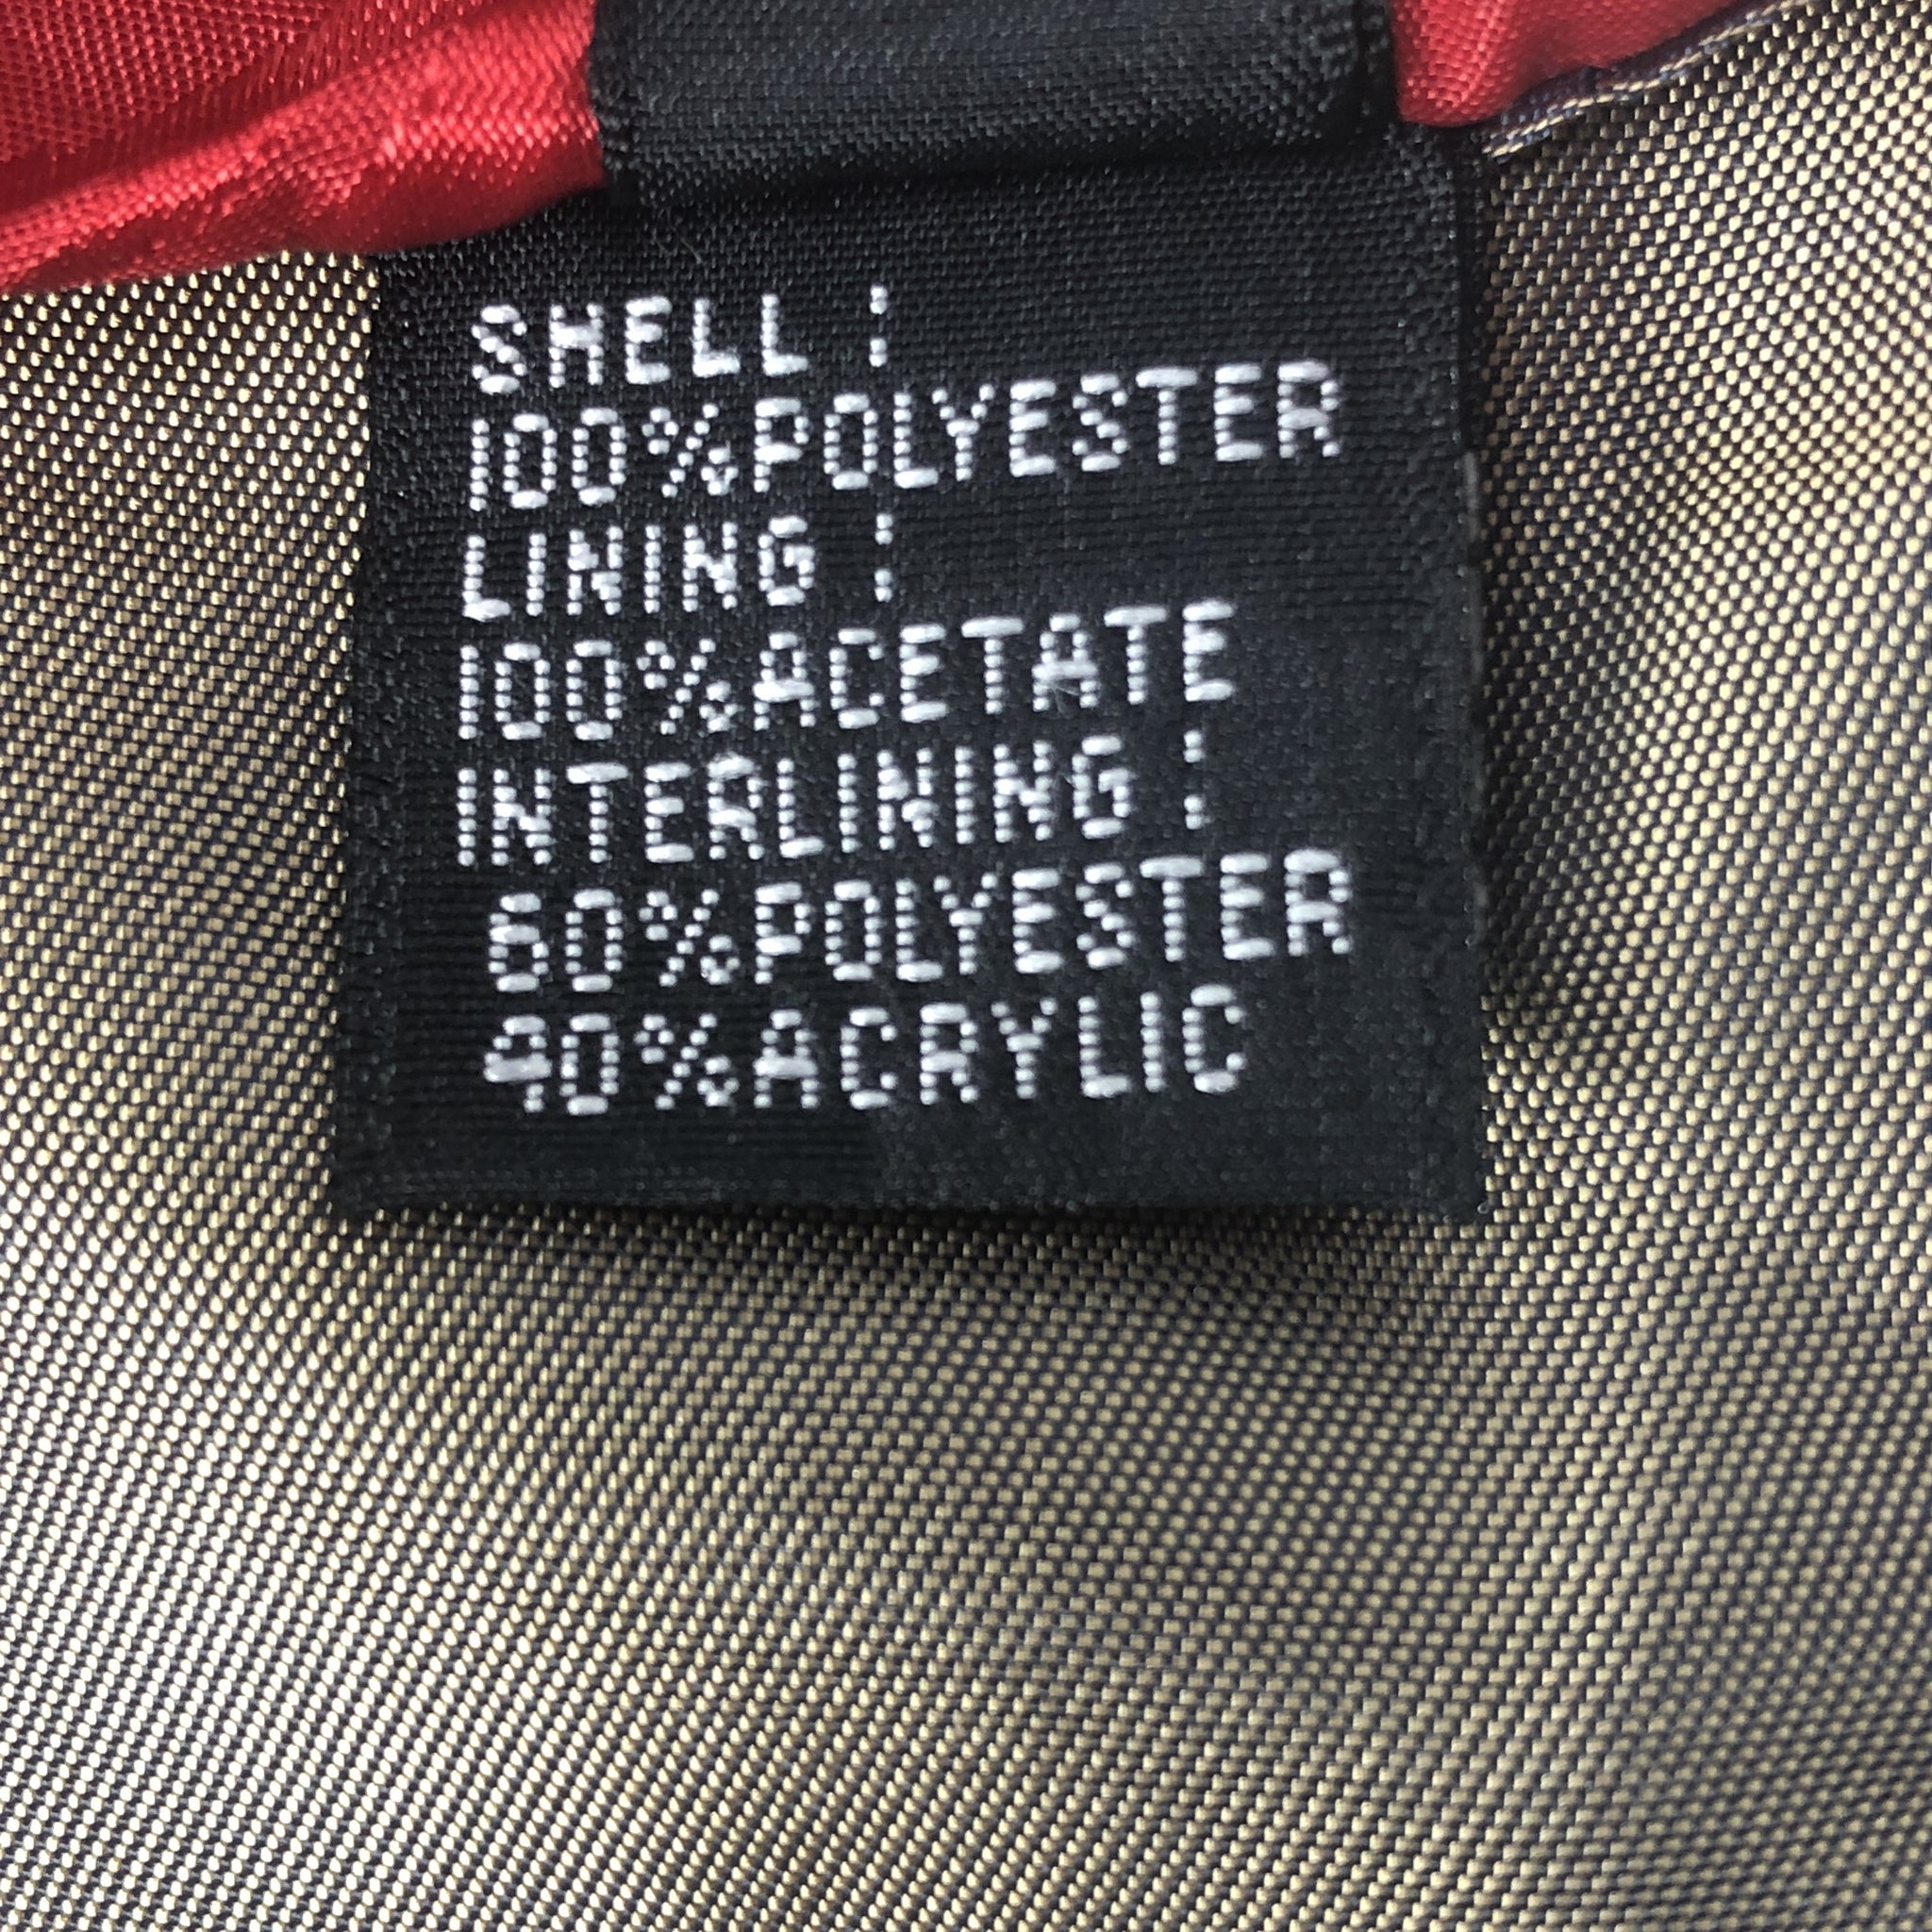 SHELL :
100%POLYESTER
LINING :
100%ACETATE
INTERLINING :
60%POLYESTER
40%ACRYLIC